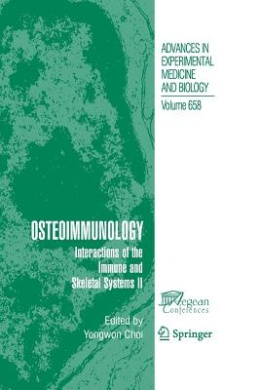 ADVANCES IN
EXPERIMENTAL
MEDICINE
AND BIOLOGY
Volume 658
OSTEOIMMUNOLOGY
Interactions of the
Immune and
Skeletal Systems II
Edited by
Yongwon Choi
Aegean
Conferences
Springer